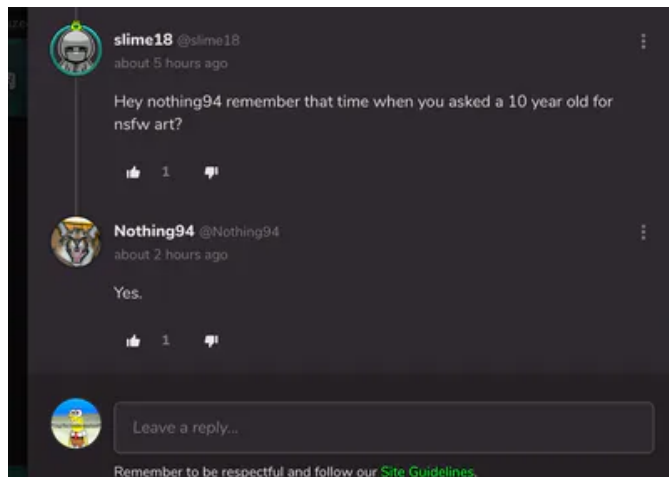 slime18 @slime18
about 5 hours ago
Hey nothing94 remember that time when you asked a 10 year old for
nsfw art?
1
Nothing94 @Nothing94
about 2 hours ago
Yes.
1
Leave a reply...
Remember to be respectful and follow our Site Guidelines.